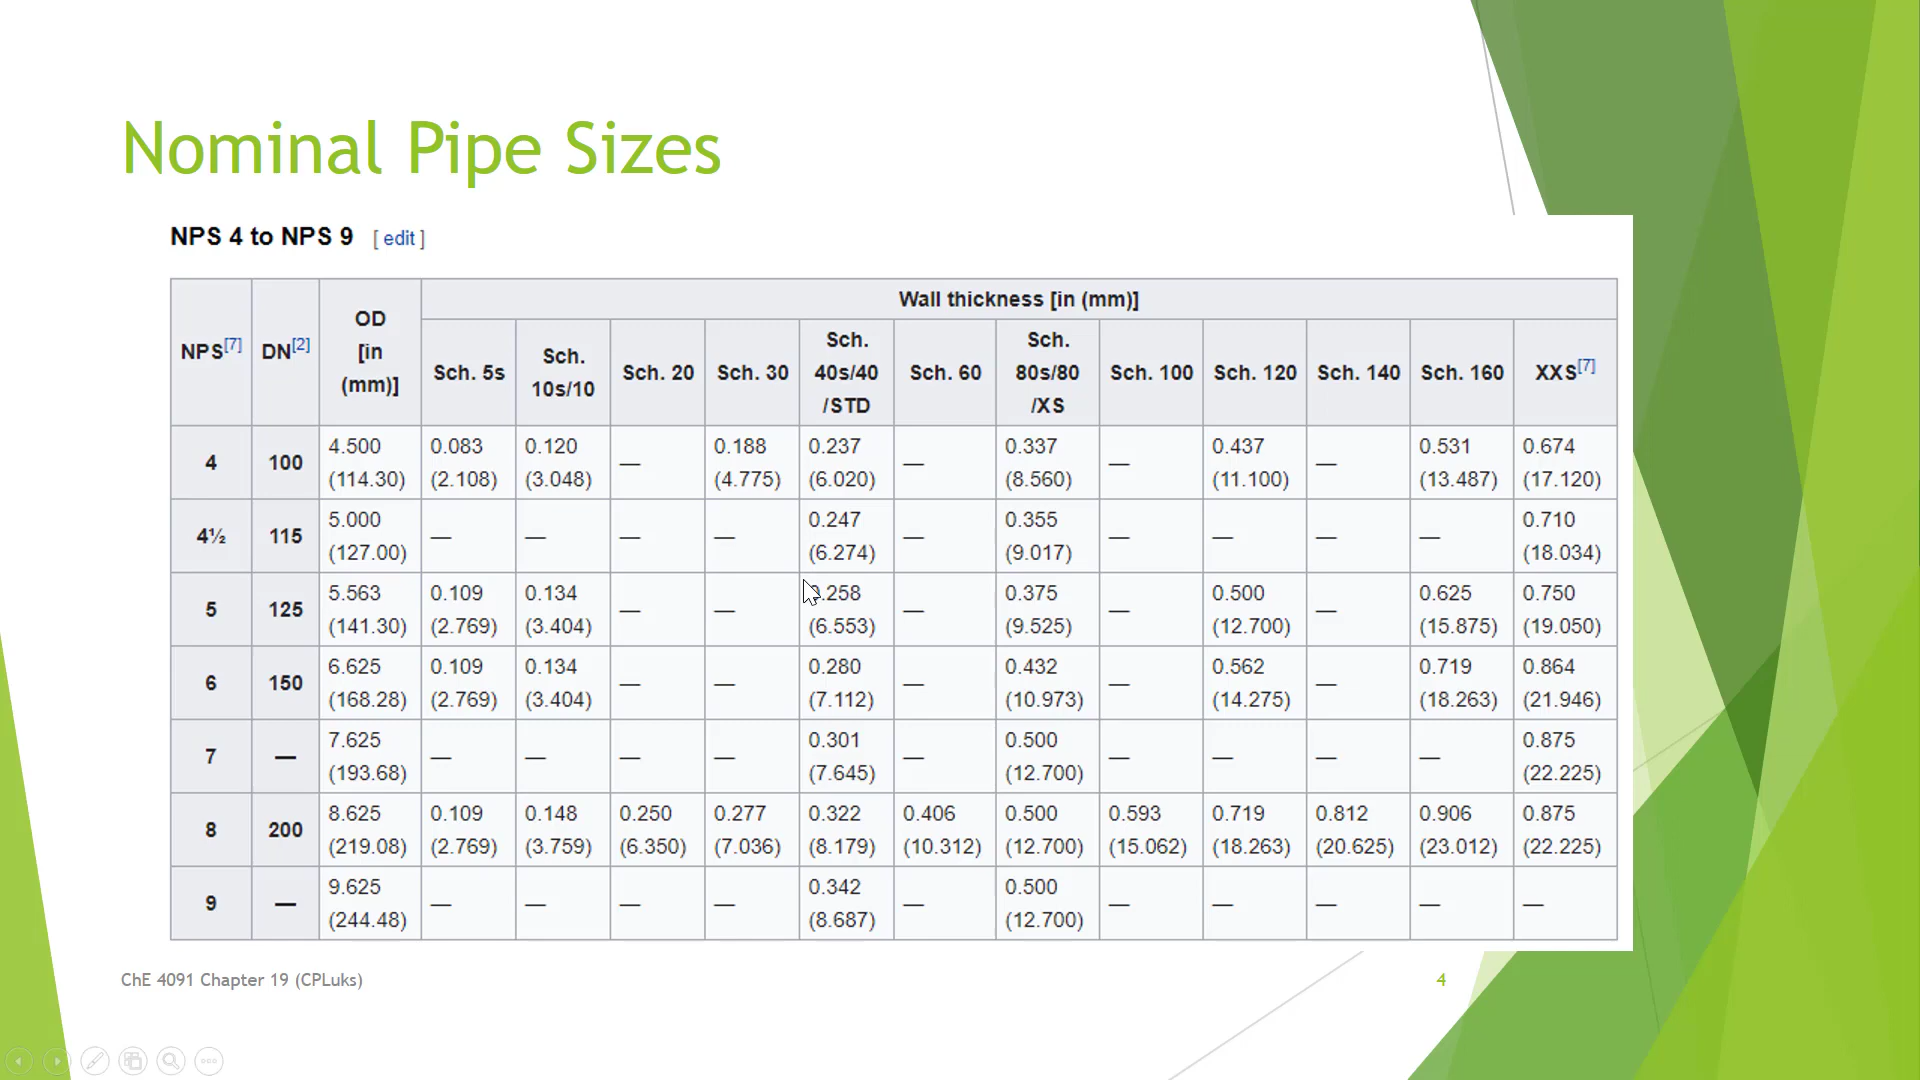 Nominal Pipe Sizes
NPS 4 to NPS 9 [ edit ]
NPS[7] DN[2] OD [in (mm)] Wall thickness [in (mm)]
Sch. 5s Sch. 10s/10 Sch. 20 Sch. 30 Sch. 40s/40 /STD Sch. 60 Sch. 80s/80 /XS Sch. 100 Sch. 120 Sch. 140 Sch. 160 XXS[7]
4 100 4.500 (114.30) 0.083 (2.108) 0.120 (3.048) — 0.188 (4.775) 0.237 (6.020) — 0.337 (8.560) — 0.437 (11.100) — 0.531 (13.487) 0.674 (17.120)
4½ 115 5.000 (127.00) — — — — 0.247 (6.274) — 0.355 (9.017) — — — — 0.710 (18.034)
5 125 5.563 (141.30) 0.109 (2.769) 0.134 (3.404) — — 0.258 (6.553) — 0.375 (9.525) — 0.500 (12.700) — 0.625 (15.875) 0.750 (19.050)
6 150 6.625 (168.28) 0.109 (2.769) 0.134 (3.404) — — 0.280 (7.112) — 0.432 (10.973) — 0.562 (14.275) — 0.719 (18.263) 0.864 (21.946)
7 — 7.625 (193.68) — — — — 0.301 (7.645) — 0.500 (12.700) — — — — 0.875 (22.225)
8 200 8.625 (219.08) 0.109 (2.769) 0.148 (3.759) 0.250 (6.350) 0.277 (7.036) 0.322 (8.179) 0.406 (10.312) 0.500 (12.700) 0.593 (15.062) 0.719 (18.263) 0.812 (20.625) 0.906 (23.012) 0.875 (22.225)
9 — 9.625 (244.48) — — — — 0.342 (8.687) — 0.500 (12.700) — — — — —
ChE 4091 Chapter 19 (CPLuks)
4